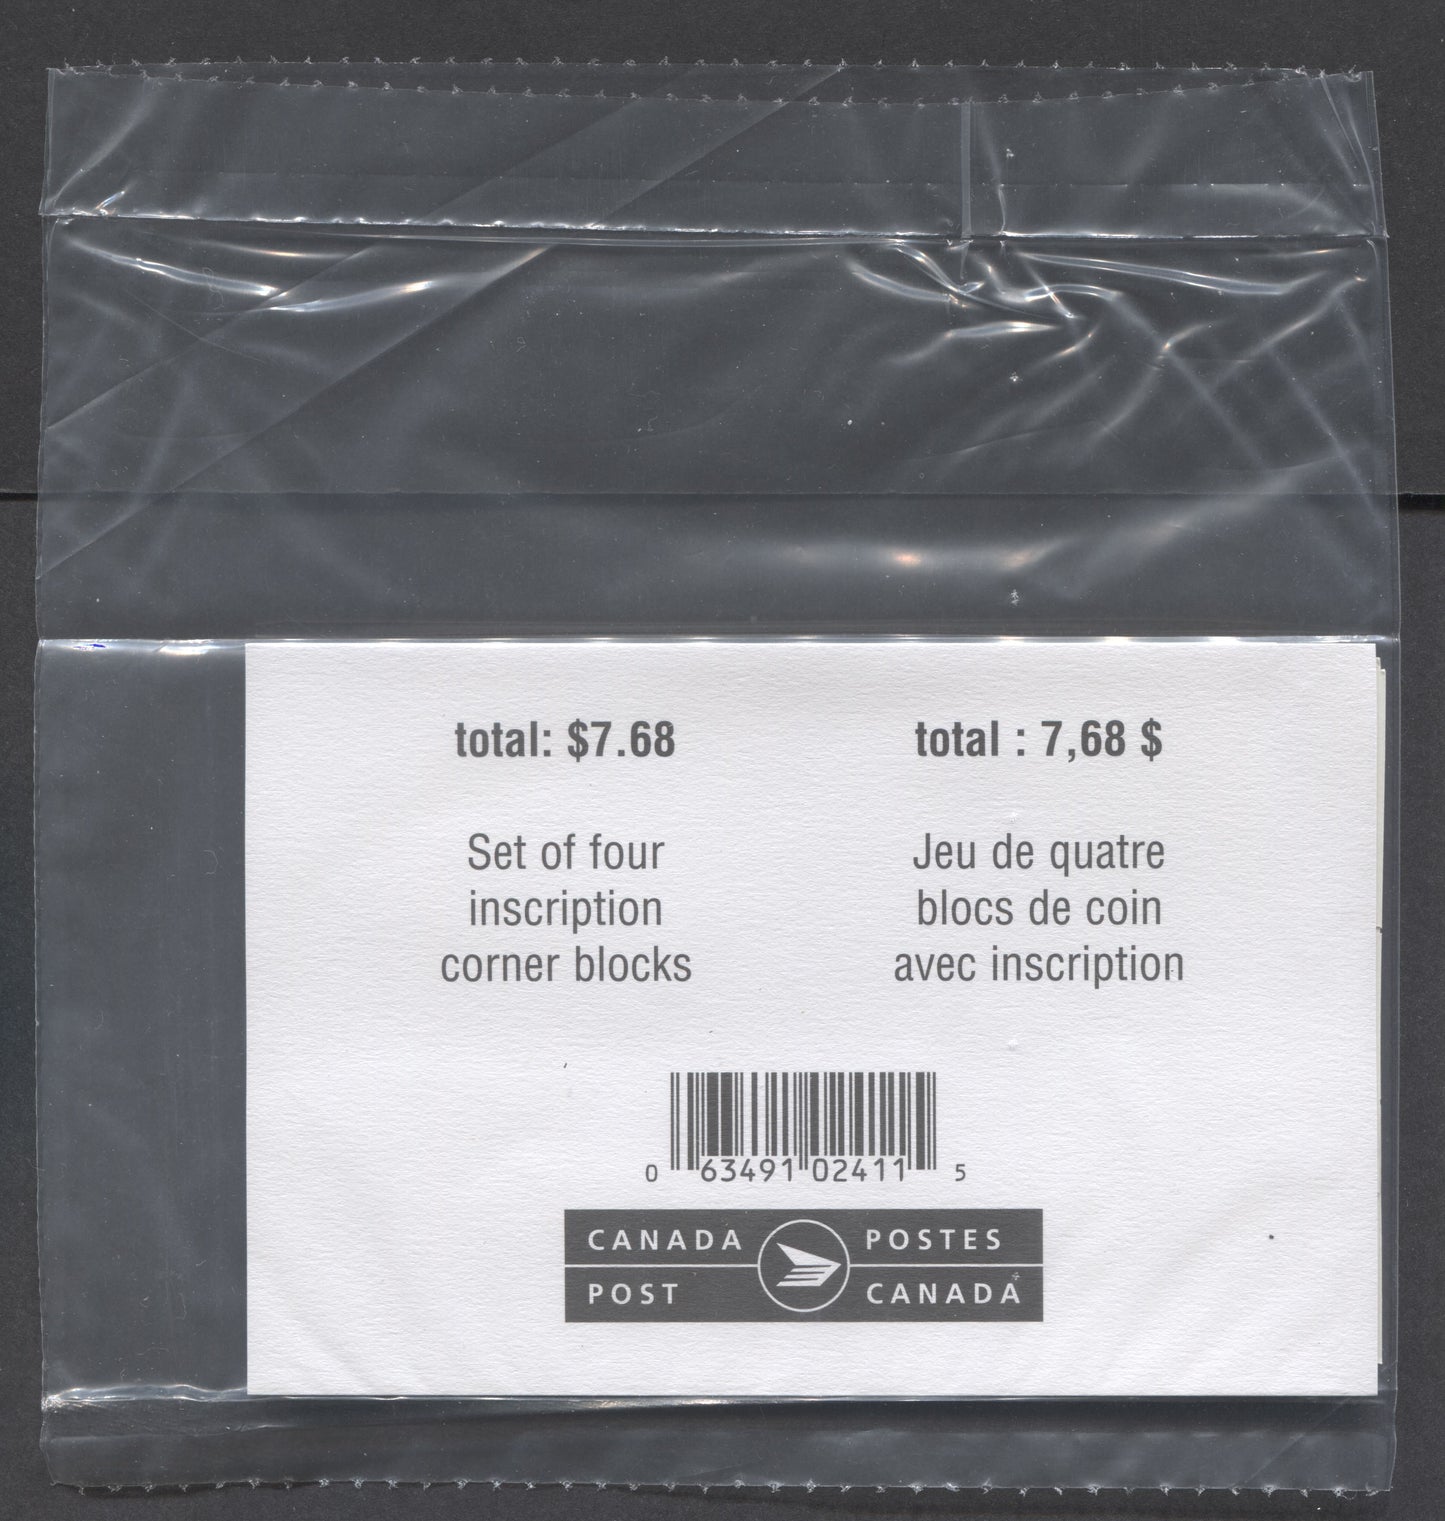 total: $7.68
total : 7,68 $
Set of four
inscription
corner blocks
Jeu de quatre
blocs de coin
avec inscription
0 63491 02411 5
CANADA POSTES
POST CANADA